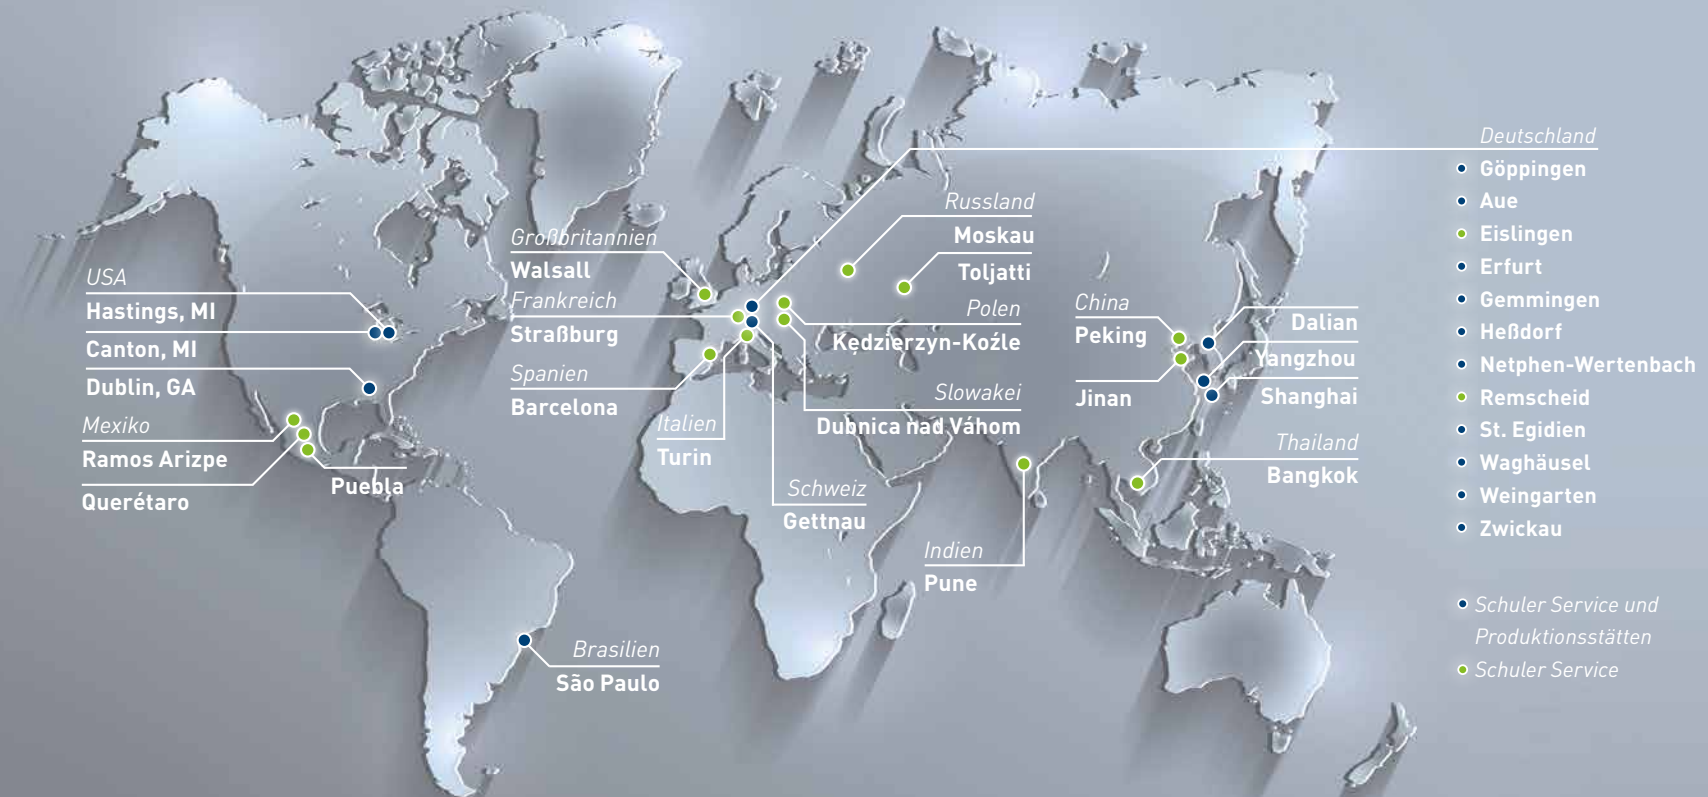 USA
Hastings, MI
Canton, MI
Dublin, GA
Mexiko
Ramos Arizpe
Querétaro
Puebla
Brasilien
São Paulo
Großbritannien
Walsall
Frankreich
Straßburg
Spanien
Barcelona
Italien
Turin
Schweiz
Gettnau
Russland
Moskau
Toljatti
Polen
Kędzierzyn-Koźle
Slowakei
Dubnica nad Váhom
Indien
Pune
China
Peking
Jinan
Dalian
Yangzhou
Shanghai
Thailand
Bangkok
Deutschland
Göppingen
Aue
Eislingen
Erfurt
Gemmingen
Heßdorf
Netphen-Wertenbach
Remscheid
St. Egidien
Waghäusel
Weingarten
Zwickau
Schuler Service und
Produktionsstätten
Schuler Service